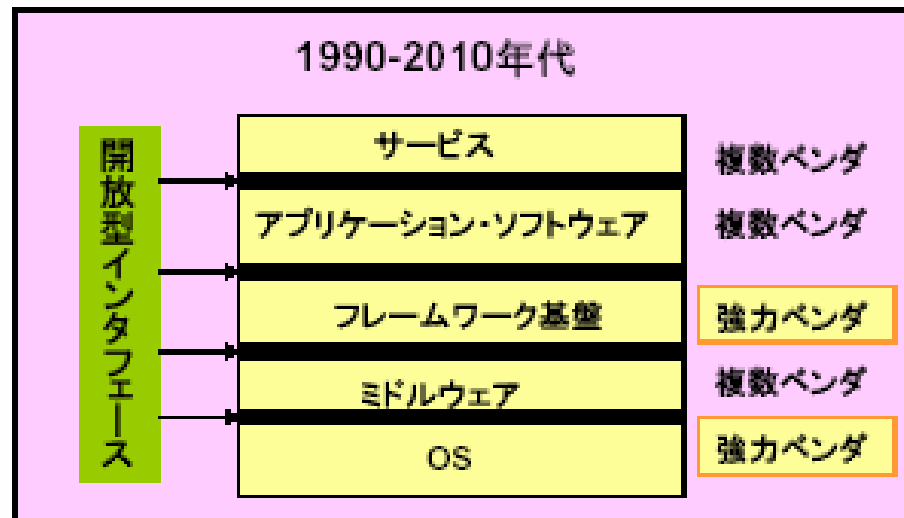 1990-2010年代
開放型インタフェース
サービス
複数ベンダ
アプリケーション・ソフトウェア
複数ベンダ
フレームワーク基盤
強力ベンダ
ミドルウェア
複数ベンダ
OS
強力ベンダ